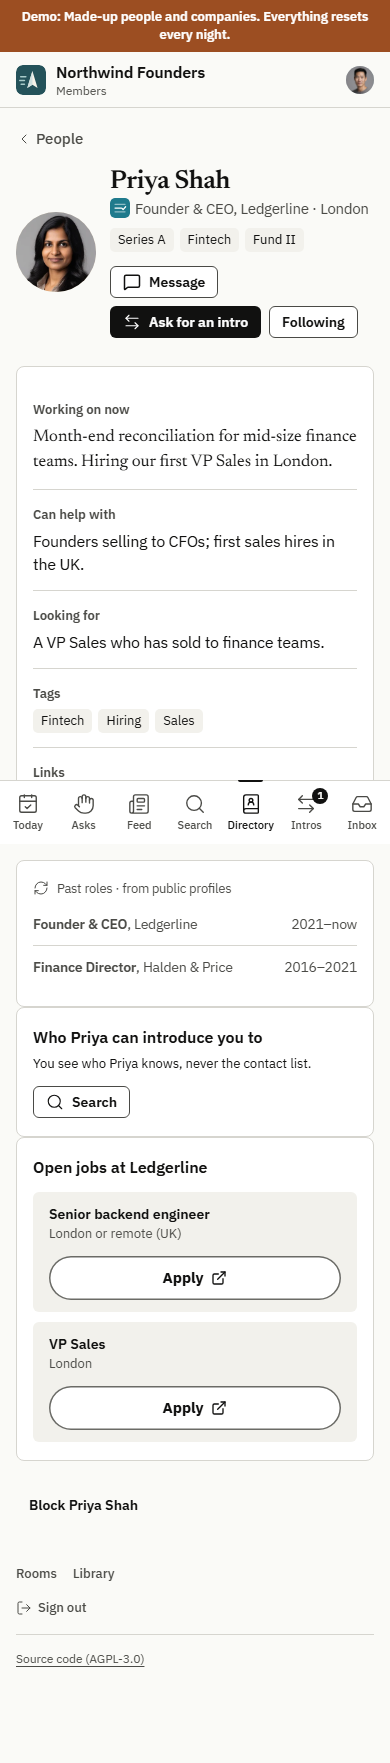 Demo: Made-up people and companies. Everything resets
every night.
Northwind Founders
Members
People
Priya Shah
Founder & CEO, Ledgerline · London
Series A Fintech Fund II
Message
Ask for an intro Following
Working on now
Month-end reconciliation for mid-size finance
teams. Hiring our first VP Sales in London.
Can help with
Founders selling to CFOs; first sales hires in
the UK.
Looking for
A VP Sales who has sold to finance teams.
Tags
Fintech Hiring Sales
Links
1
Today Asks Feed Search Directory Intros Inbox
Past roles · from public profiles
Founder & CEO, Ledgerline 2021–now
Finance Director, Halden & Price 2016–2021
Who Priya can introduce you to
You see who Priya knows, never the contact list.
Search
Open jobs at Ledgerline
Senior backend engineer
London or remote (UK)
Apply
VP Sales
London
Apply
Block Priya Shah
Rooms Library
Sign out
Source code (AGPL-3.0)